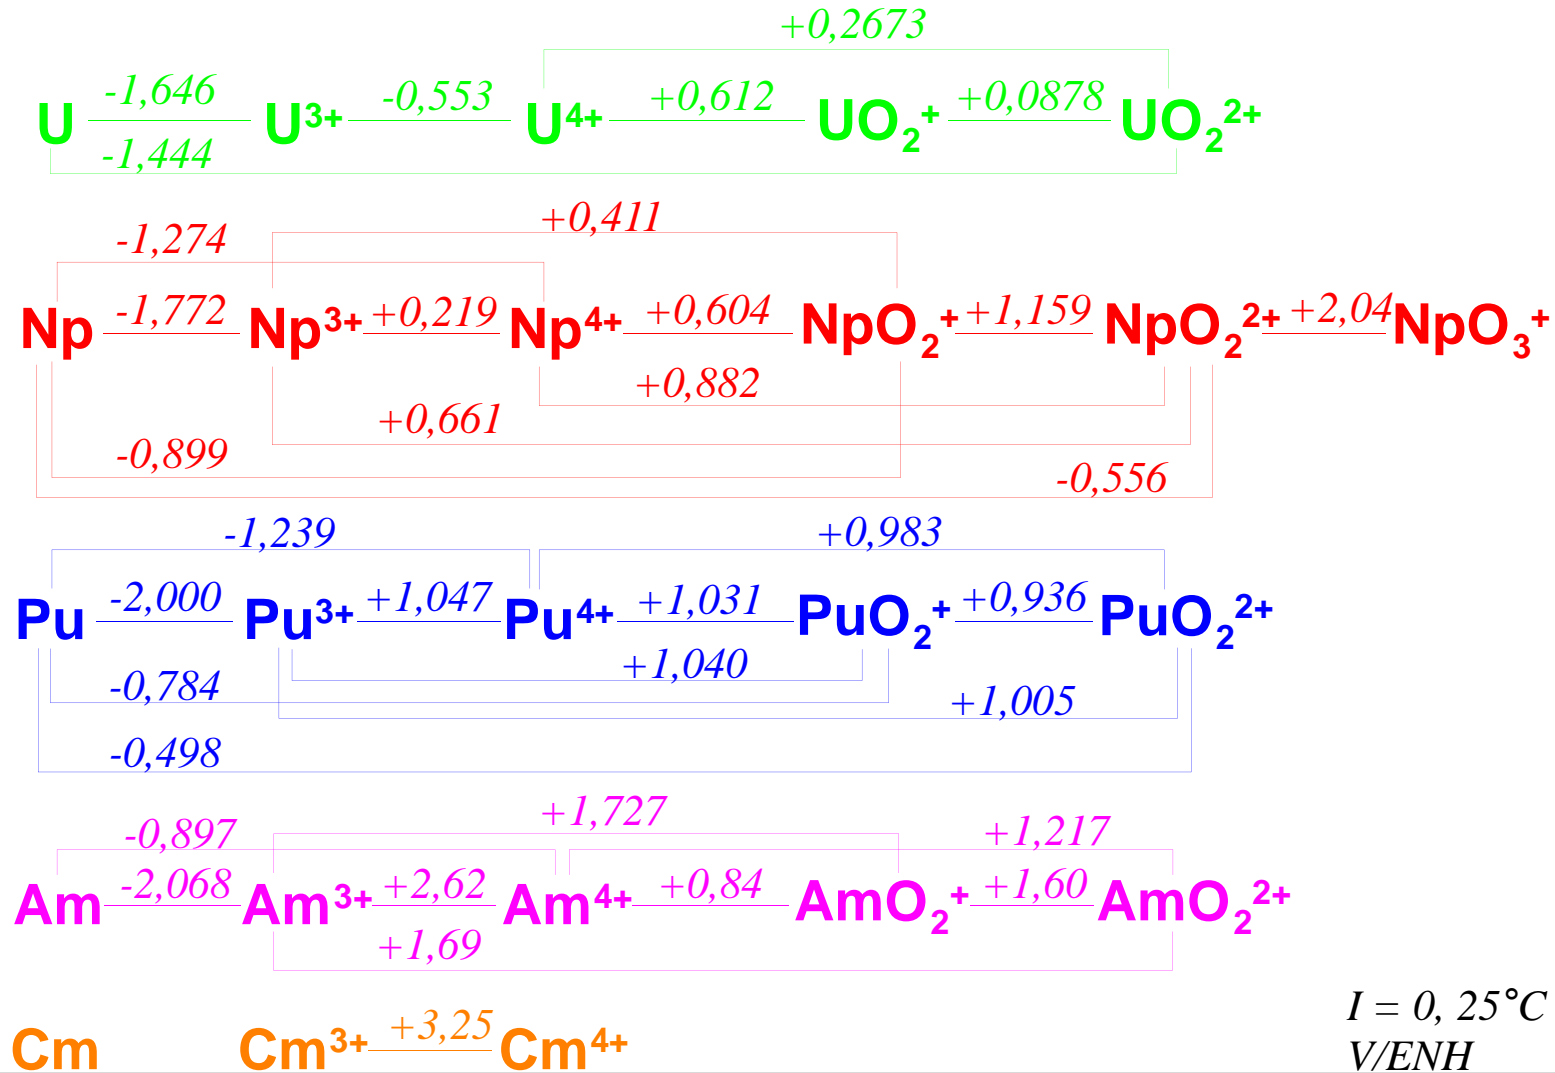 +0,2673
-1,646 -0,553 +0,612 +0,0878
U U³⁺ U⁴⁺ UO₂⁺ UO₂²⁺
-1,444
+0,411
-1,274
-1,772 +0,219 +0,604 +1,159 +2,04
Np Np³⁺ Np⁴⁺ NpO₂⁺ NpO₂²⁺ NpO₃⁺
+0,882
+0,661
-0,899
-0,556
-1,239 +0,983
-2,000 +1,047 +1,031 +0,936
Pu Pu³⁺ Pu⁴⁺ PuO₂⁺ PuO₂²⁺
+1,040
-0,784
+1,005
-0,498
+1,727
-0,897 +1,217
-2,068 +2,62 +0,84 +1,60
Am Am³⁺ Am⁴⁺ AmO₂⁺ AmO₂²⁺
+1,69
+3,25
Cm Cm³⁺ Cm⁴⁺
I = 0, 25°C
V/ENH